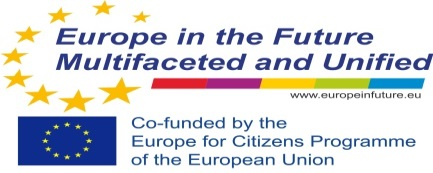 Europe in the Future
Multifaceted and Unified
www.europeinfuture.eu
Co-funded by the
Europe for Citizens Programme
of the European Union